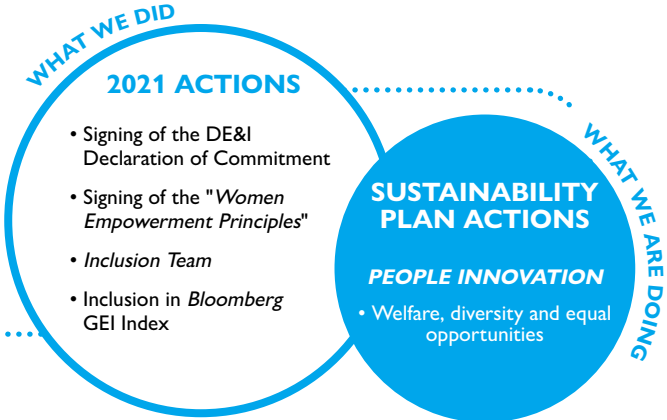 WHAT WE DID
2021 ACTIONS
• Signing of the DE&I
Declaration of Commitment
• Signing of the "Women
Empowerment Principles"
• Inclusion Team
• Inclusion in Bloomberg
GEI Index
WHAT WE ARE DOING
SUSTAINABILITY
PLAN ACTIONS
PEOPLE INNOVATION
• Welfare, diversity and equal
opportunities